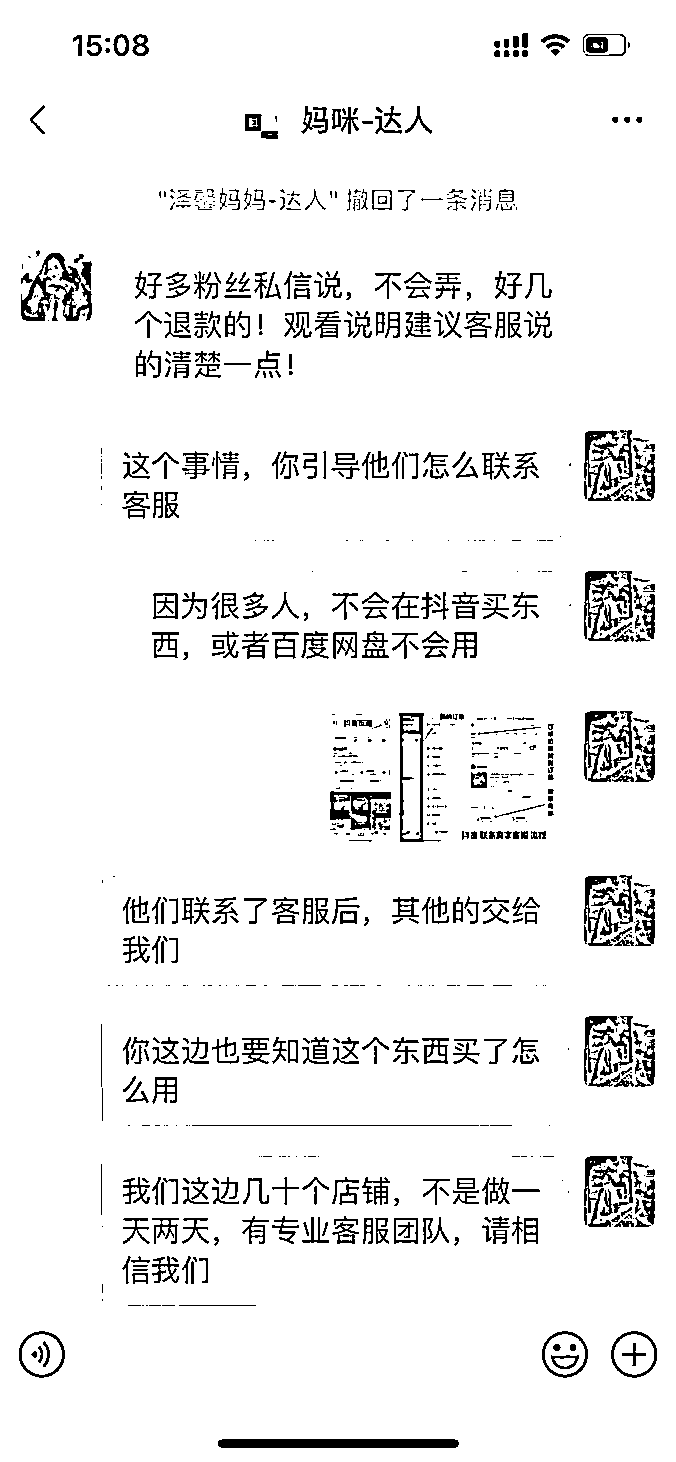 15:08
妈咪-达人
"泽馨妈妈-达人" 撤回了一条消息
好多粉丝私信说，不会弄，好几
个退款的！观看说明建议客服说
的清楚一点！
这个事情，你引导他们怎么联系
客服
因为很多人，不会在抖音买东
西，或者百度网盘不会用
他们联系了客服后，其他的交给
我们
你这边也要知道这个东西买了怎
么用
我们这边几十个店铺，不是做一
天两天，有专业客服团队，请相
信我们